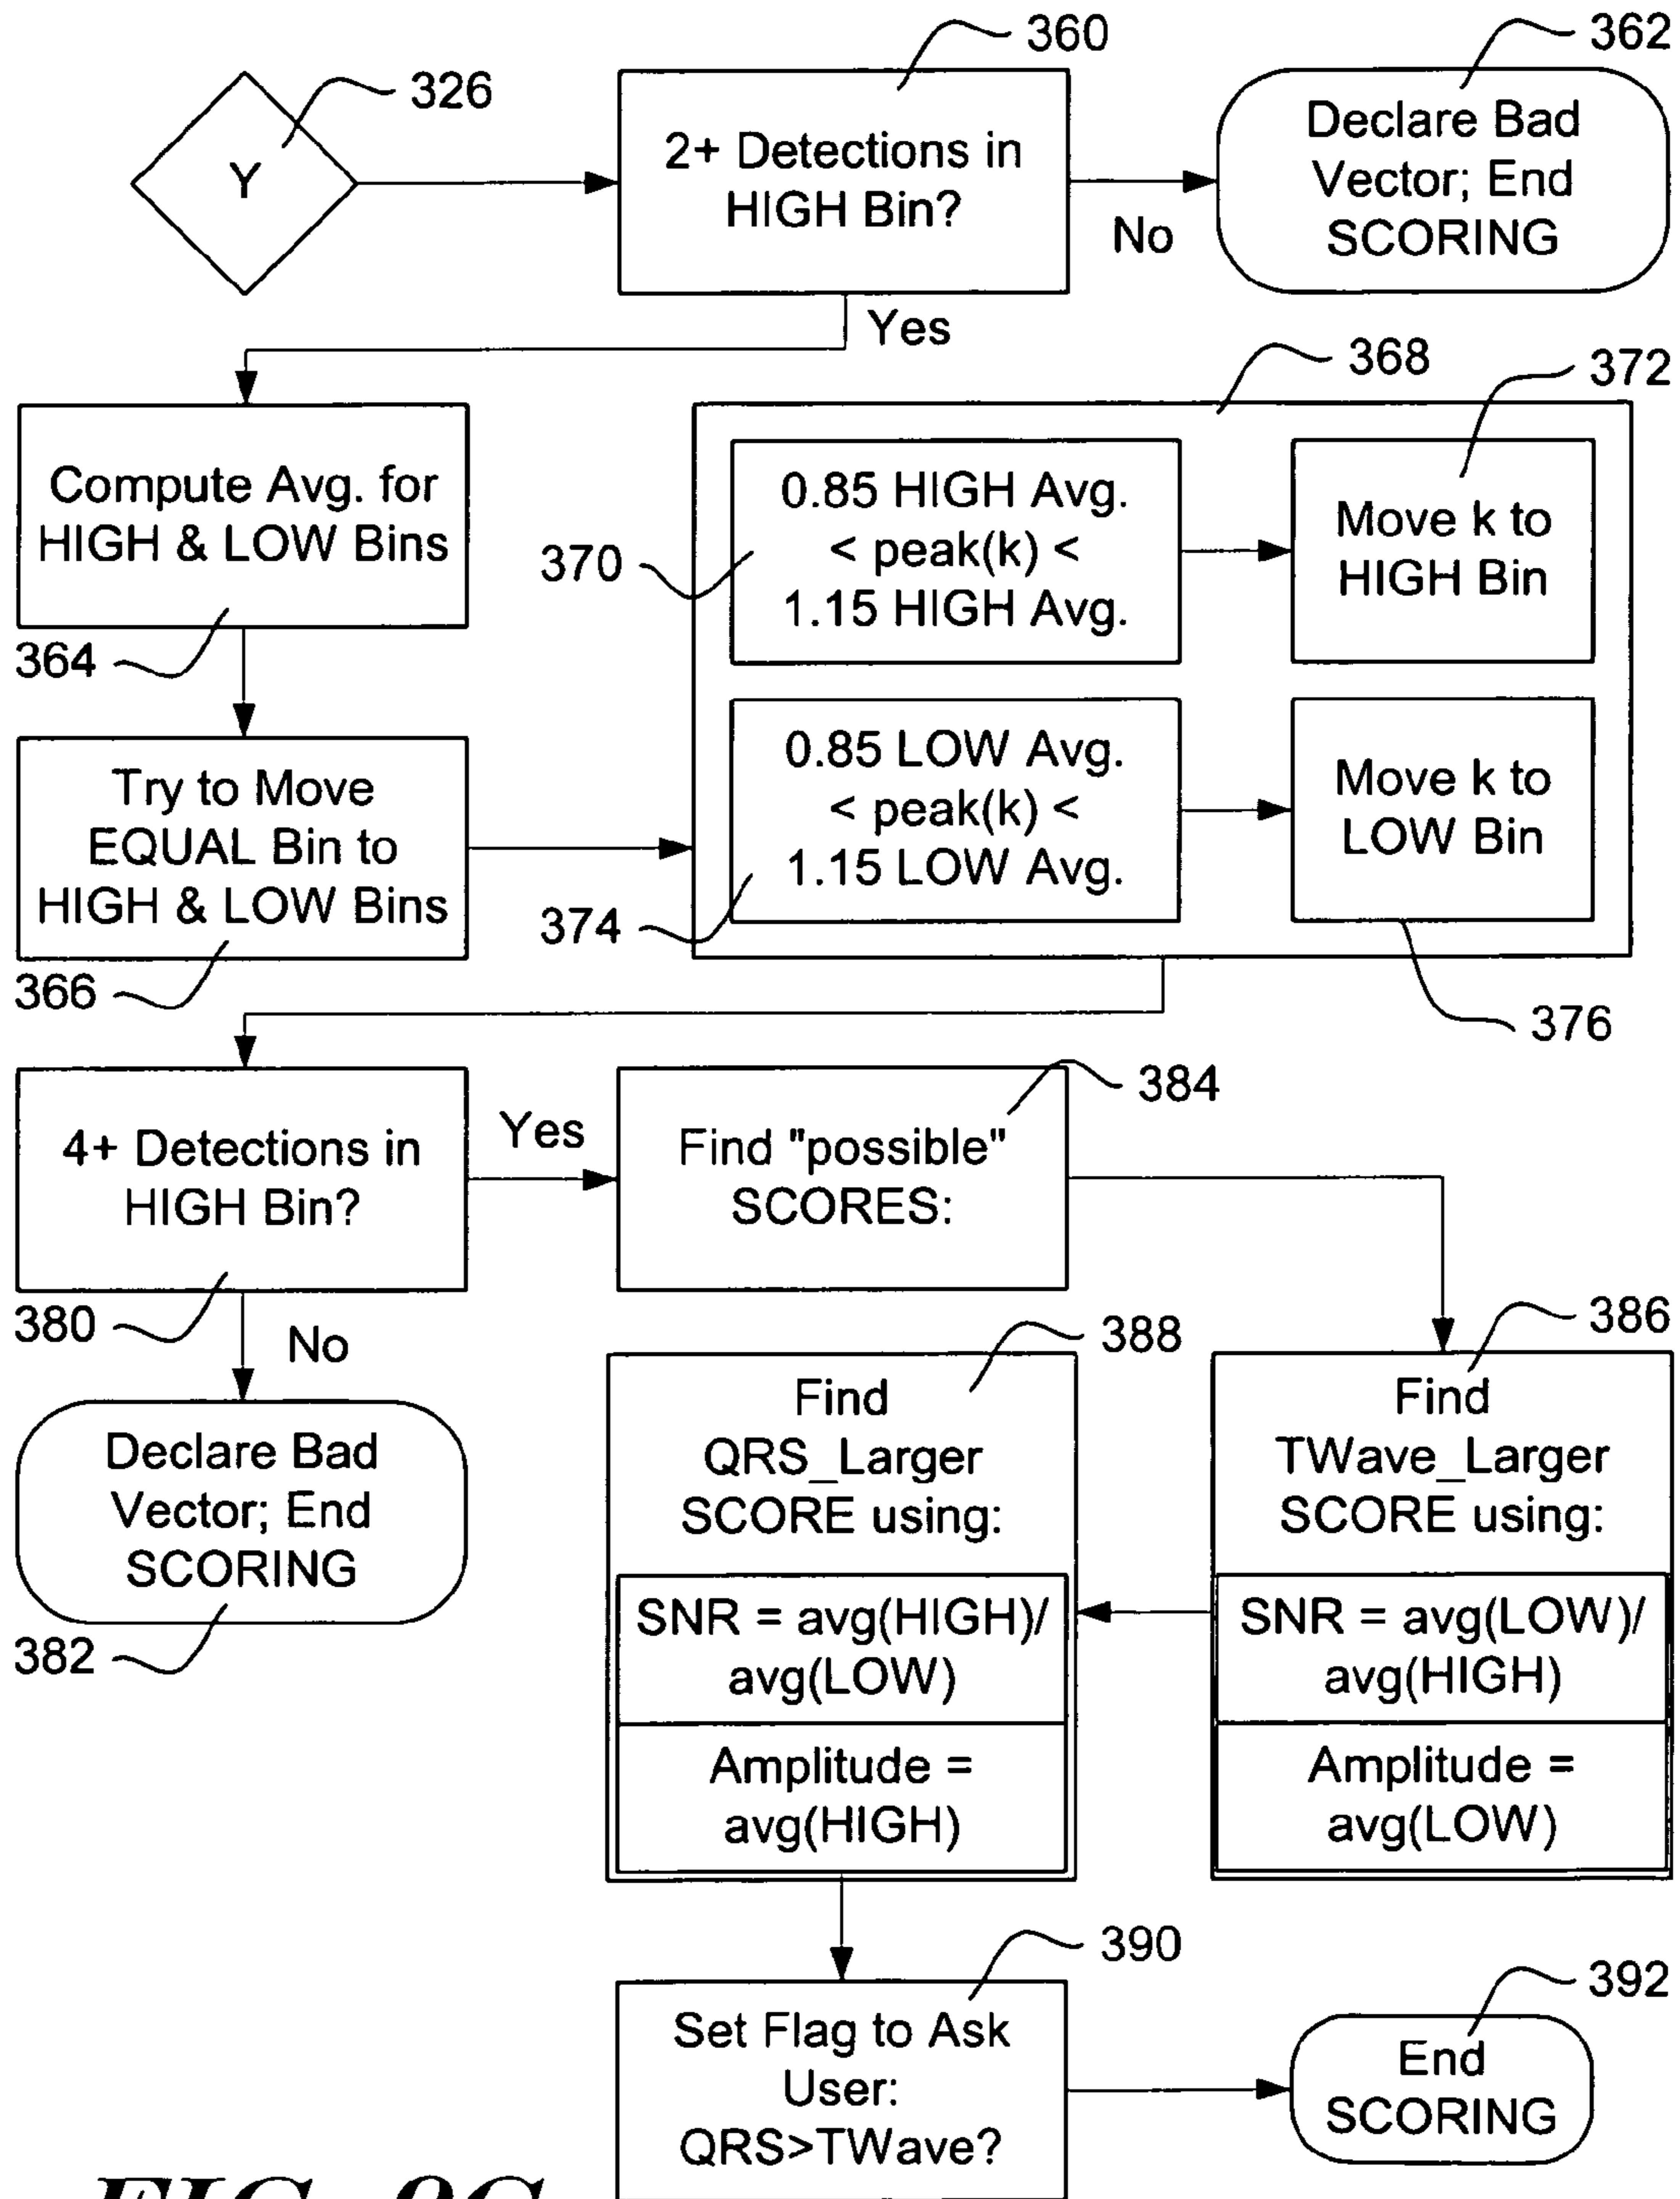 360
362
326
Y
2+ Detections in
HIGH Bin?
Declare Bad
Vector; End
SCORING
No
Yes
368
372
Compute Avg. for
HIGH & LOW Bins
364
0.85 HIGH Avg.
< peak(k) <
1.15 HIGH Avg.
370
Move k to
HIGH Bin
Try to Move
EQUAL Bin to
HIGH & LOW Bins
366
0.85 LOW Avg.
< peak(k) <
1.15 LOW Avg.
374
Move k to
LOW Bin
376
4+ Detections in
HIGH Bin?
380
Yes
384
Find "possible"
SCORES:
No
Declare Bad
Vector; End
SCORING
382
386
Find
TWave_Larger
SCORE using:
SNR = avg(LOW)/
avg(HIGH)
Amplitude =
avg(LOW)
388
Find
QRS_Larger
SCORE using:
SNR = avg(HIGH)/
avg(LOW)
Amplitude =
avg(HIGH)
390
Set Flag to Ask
User:
QRS>TWave?
392
End
SCORING